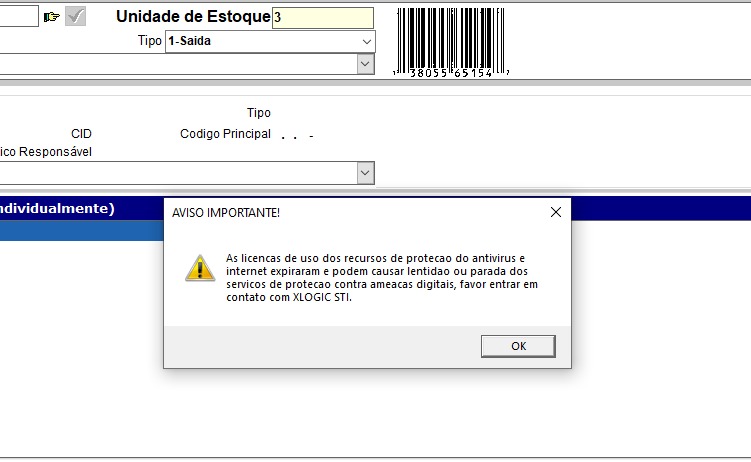 Unidade de Estoque 3
Tipo 1-Saida
1 38055 65154 7
Tipo
CID Codigo Principal . . -
ico Responsável
ndividualmente)
AVISO IMPORTANTE!
As licencas de uso dos recursos de protecao do antivirus e
internet expiraram e podem causar lentidao ou parada dos
servicos de protecao contra ameacas digitais, favor entrar em
contato com XLOGIC STI.
OK